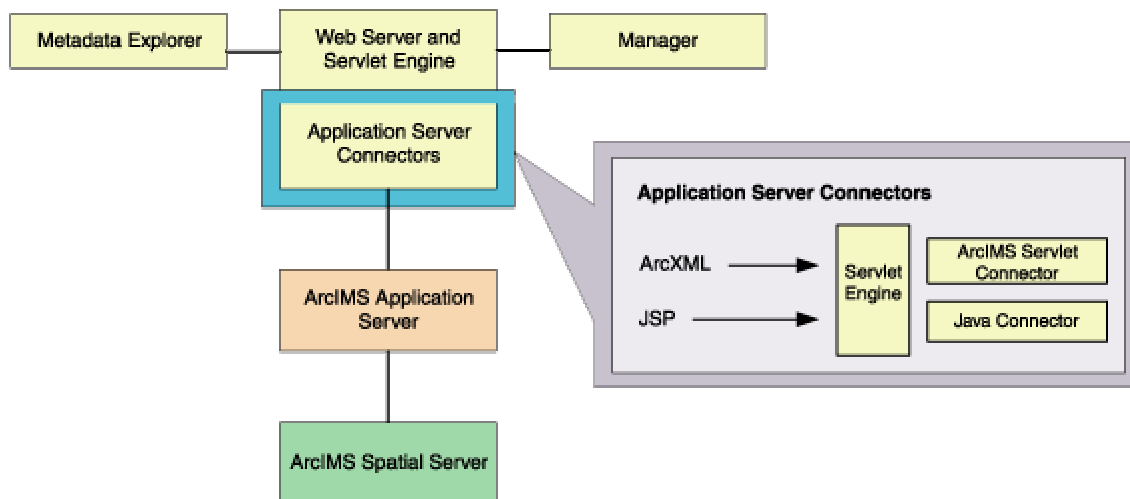 Metadata Explorer
Web Server and
Servlet Engine
Manager
Application Server
Connectors
Application Server Connectors
ArcXML
JSP
Servlet
Engine
ArcIMS Servlet
Connector
Java Connector
ArcIMS Application
Server
ArcIMS Spatial Server